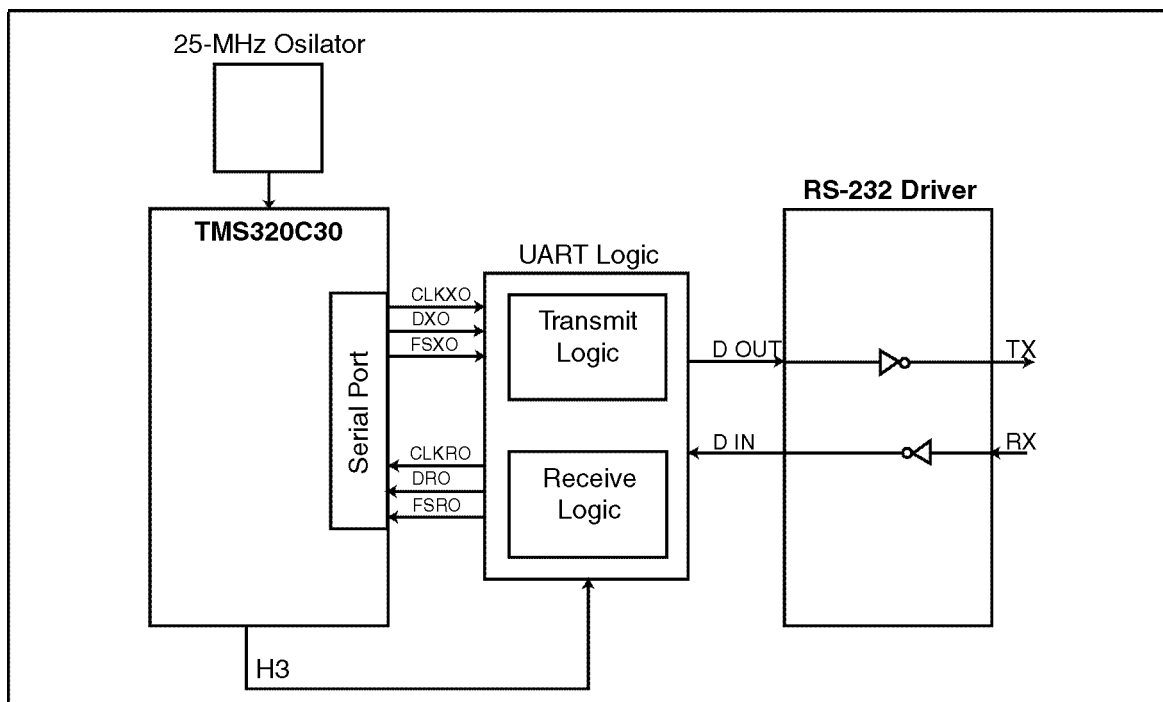 25-MHz Osilator
TMS320C30
Serial Port
CLKXO
DXO
FSXO
CLKRO
DRO
FSRO
H3
UART Logic
Transmit
Logic
Receive
Logic
D OUT
D IN
RS-232 Driver
TX
RX